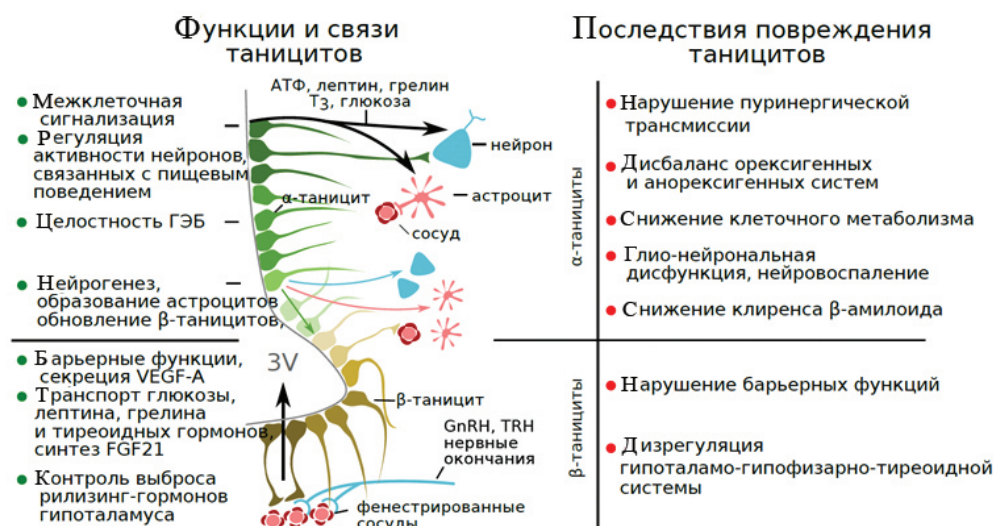 Функции и связи
таницитов
Межклеточная
сигнализация
Регуляция
активности нейронов,
связанных с пищевым
поведением
Целостность ГЭБ
Нейрогенез,
образование астроцитов
обновление β-таницитов,
Барьерные функции,
секреция VEGF-A
Транспорт глюкозы,
лептина, грелина
и тиреоидных гормонов,
синтез FGF21
Контроль выброса
рилизинг-гормонов
гипоталамуса
АТФ, лептин, грелин
T3, глюкоза
нейрон
астроцит
α-таницит
сосуд
3V
β-таницит
GnRH, TRH
нервные
окончания
фенестрированные
сосуды
Последствия повреждения
таницитов
α-танициты
Нарушение пуринергической
трансмиссии
Дисбаланс орексигенных
и анорексигенных систем
Снижение клеточного метаболизма
Глио-нейрональная
дисфункция, нейровоспаление
Снижение клиренса β-амилоида
β-танициты
Нарушение барьерных функций
Дизрегуляция
гипоталамо-гипофизарно-тиреоидной
системы